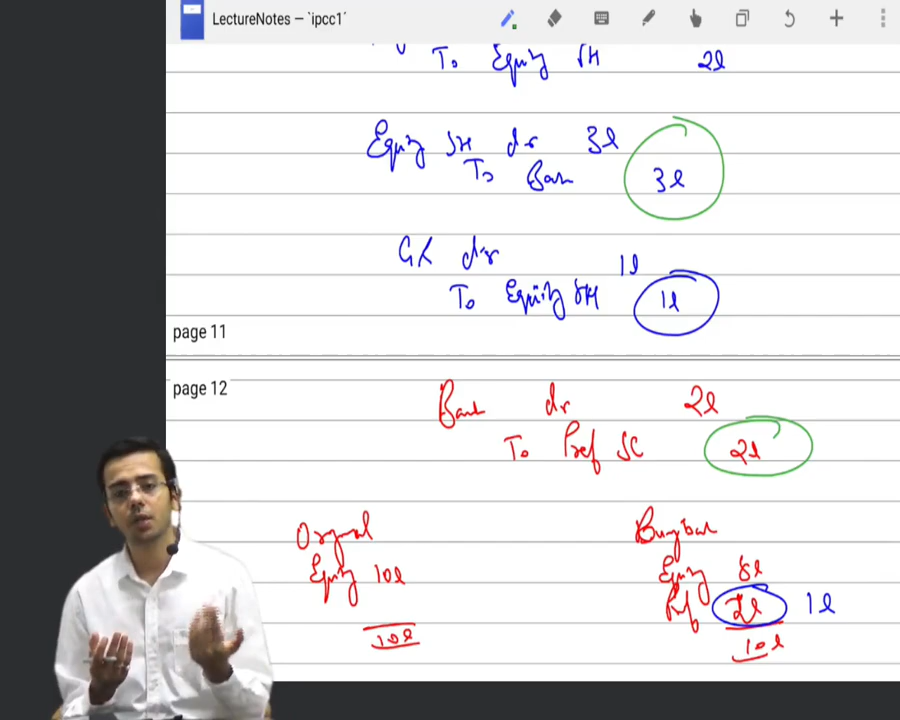 LectureNotes – `ipcc1`
To Equity SH 2l
Equity SH dr 3l
To Bank 3l
GR dr 1l
To Equity SH 1l
page 11
page 12
Bank dr 2l
To Pref SC 2l
Original
Equity 10l
10l
Buyback
Equity 8l
Pref 2l 1l
10l